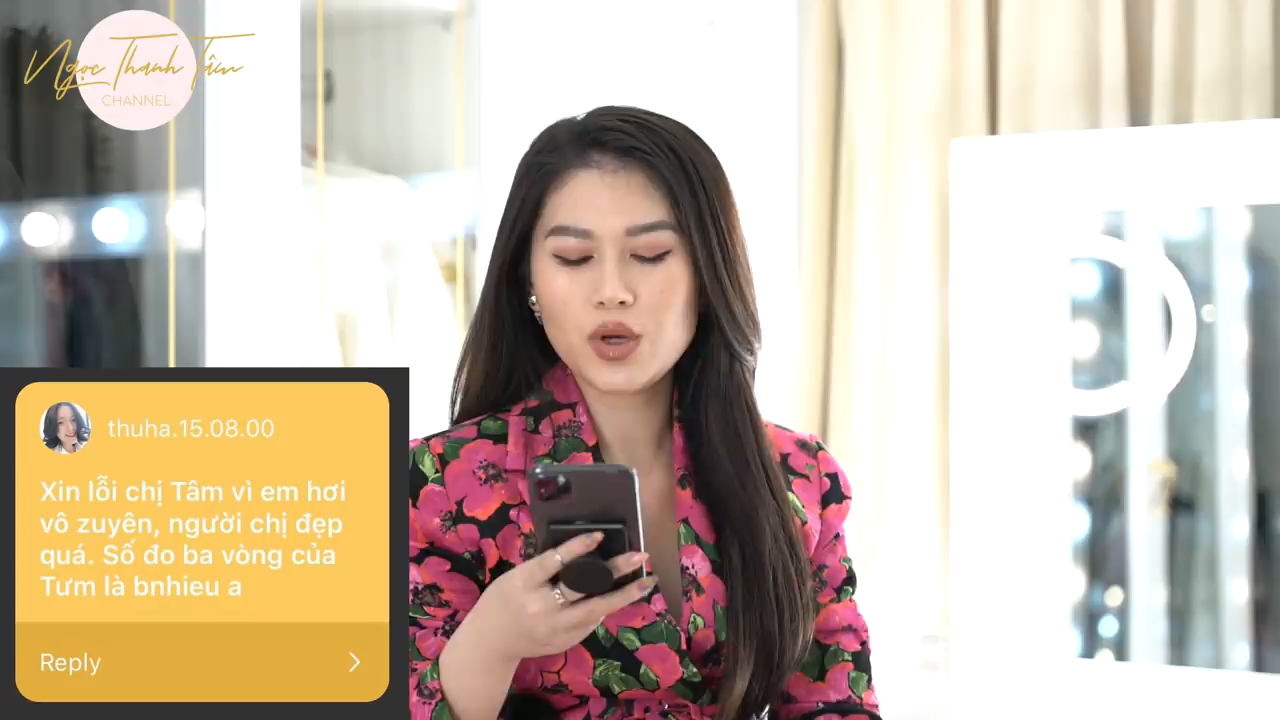 Ngọc Thanh Tâm
CHANNEL
thuha.15.08.00
Xin lỗi chị Tâm vì em hơi
vô zuyên, người chị đẹp
quá. Số đo ba vòng của
Tưm là bnhieu a
Reply